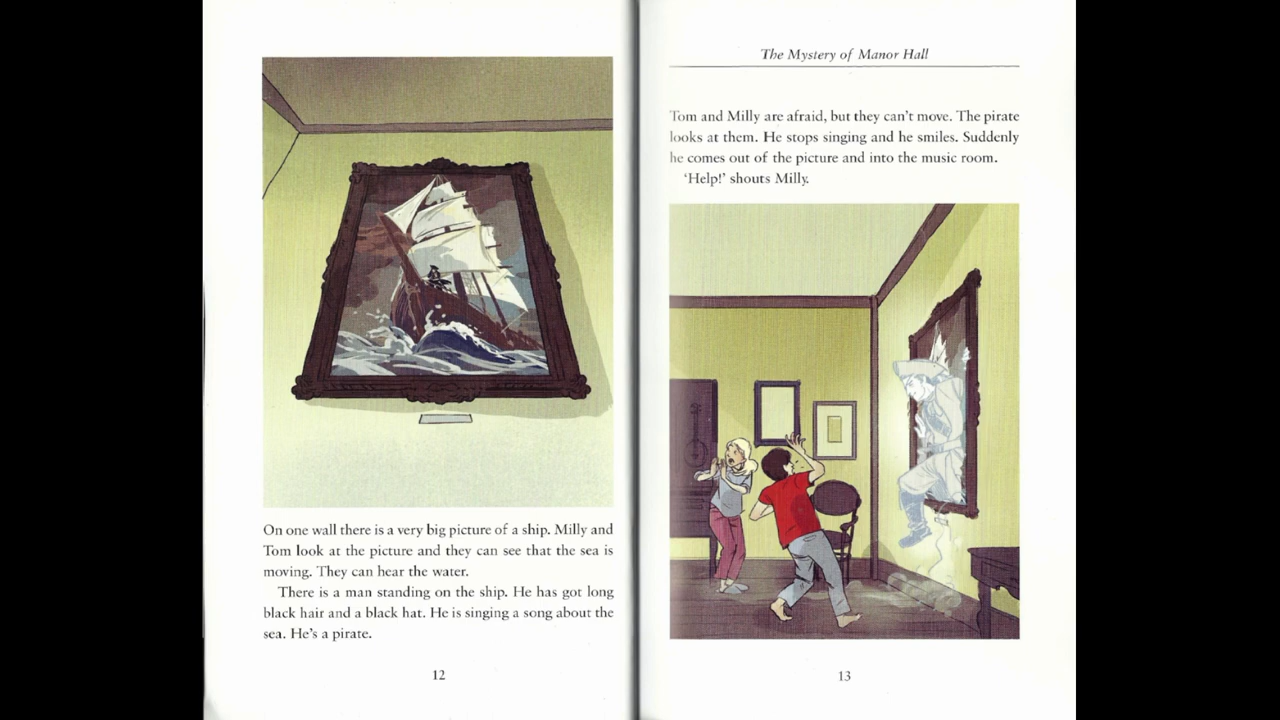 On one wall there is a very big picture of a ship. Milly and
Tom look at the picture and they can see that the sea is
moving. They can hear the water.
There is a man standing on the ship. He has got long
black hair and a black hat. He is singing a song about the
sea. He's a pirate.
12
The Mystery of Manor Hall
Tom and Milly are afraid, but they can't move. The pirate
looks at them. He stops singing and he smiles. Suddenly
he comes out of the picture and into the music room.
‘Help!’ shouts Milly.
13